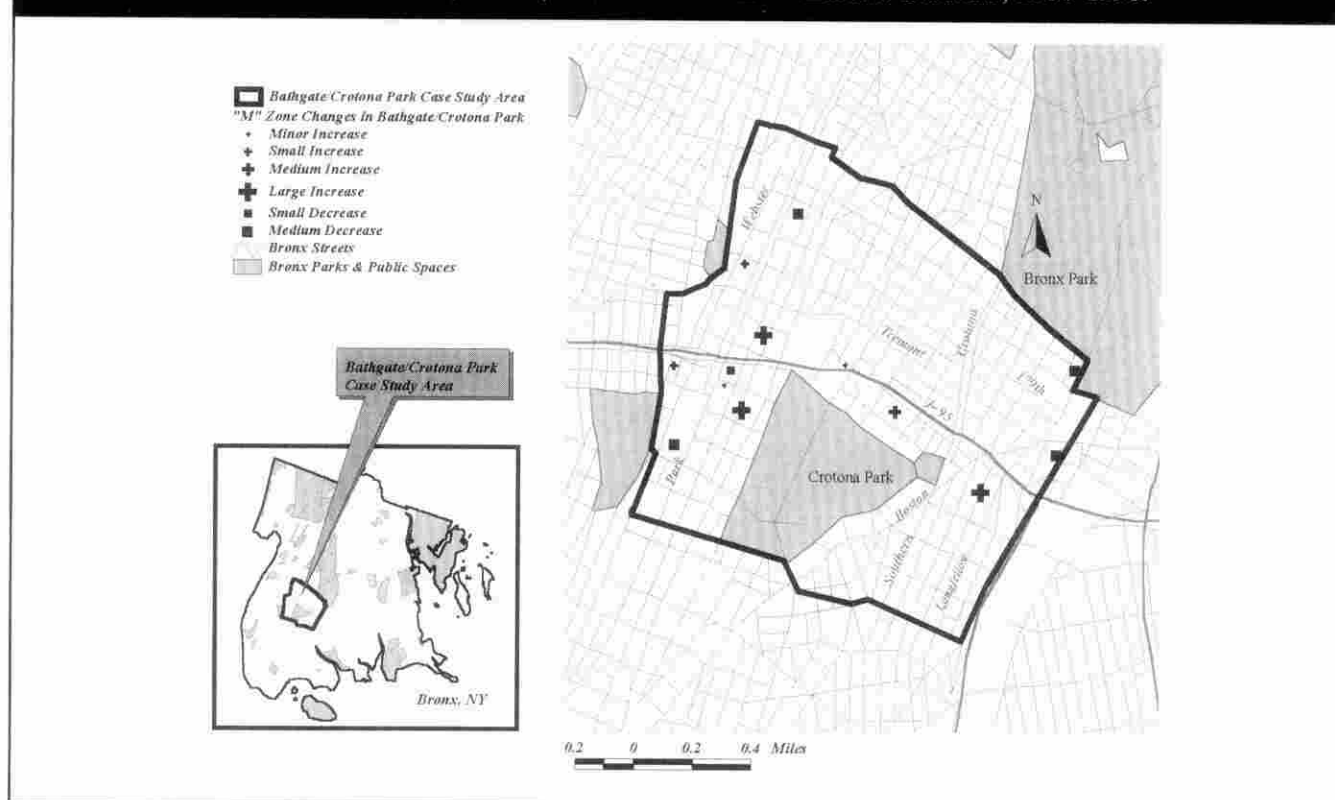 Bathgate/Crotona Park Case Study Area
"M" Zone Changes in Bathgate/Crotona Park
Minor Increase
Small Increase
Medium Increase
Large Increase
Small Decrease
Medium Decrease
Bronx Streets
Bronx Parks & Public Spaces
Bathgate/Crotona Park
Case Study Area
Bronx, NY
Webster
N
Bronx Park
Tremont
Crotona
I-95
Park
Crotona Park
Boston
Southern
Longfellow
0.2 0 0.2 0.4 Miles